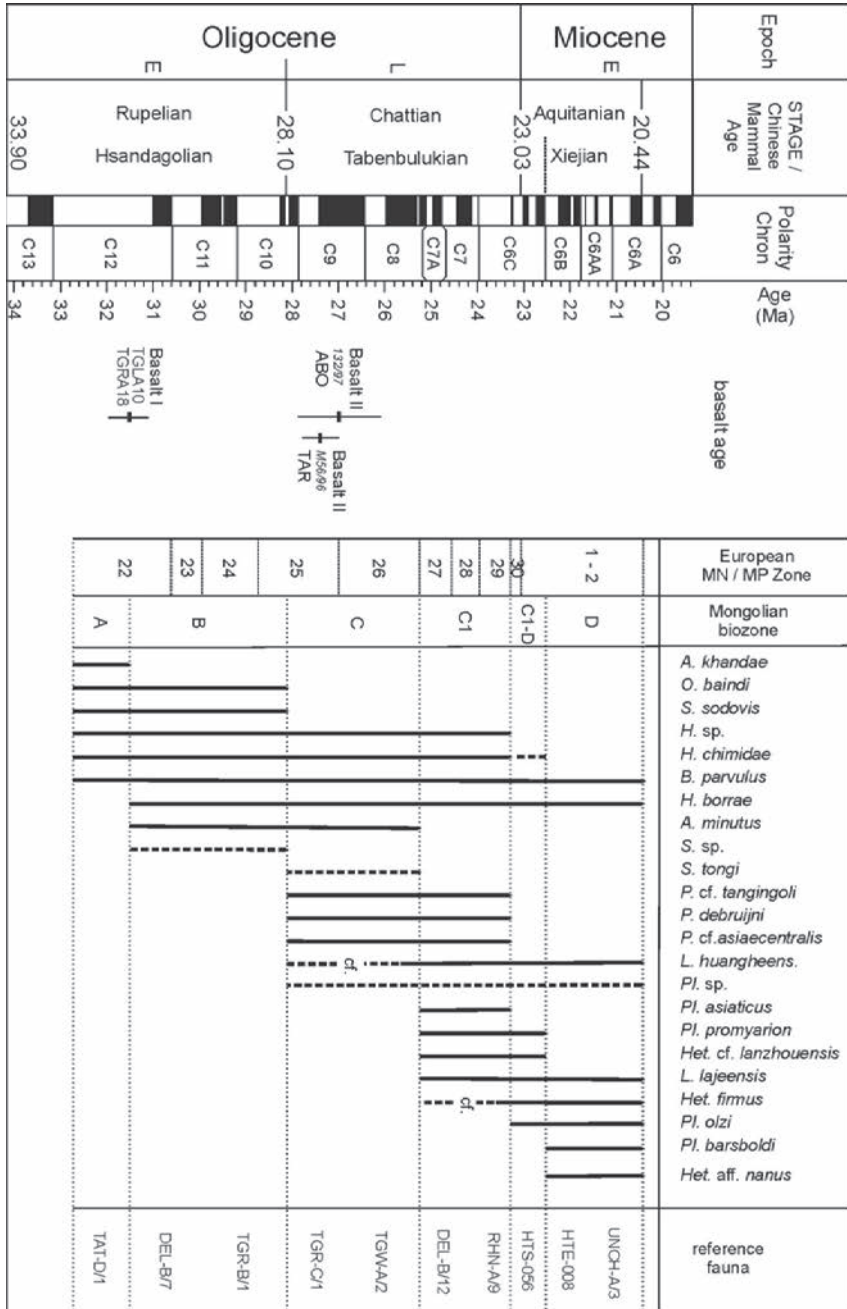 Epoch
Oligocene
Miocene
E
L
E
STAGE /
Chinese
Mammal
Age
33.90
Rupelian
Hsandagolian
28.10
Chattian
Tabenbulukian
23.03
Aquitanian
Xiejian
20.44
Polarity
Chron
C13
C12
C11
C10
C9
C8
C7A
C7
C6C
C6B
C6AA
C6A
C6
Age
(Ma)
34
33
32
31
30
29
28
27
26
25
24
23
22
21
20
basalt age
Basalt I
TGLA10
TGRA18
Basalt II
132/97
ABO
Basalt II
M56/96
TAR
European
MN / MP Zone
22
23
24
25
26
27
28
29
30
1 - 2
Mongolian
biozone
A
B
C
C1
C1-D
D
A. khandae
O. baindi
S. sodovis
H. sp.
H. chimidae
B. parvulus
H. borrae
A. minutus
S. sp.
S. tongi
P. cf. tangingoli
P. debruijni
P. cf.asiaecentralis
cf.
L. huangheens.
Pl. sp.
Pl. asiaticus
Pl. promyarion
Het. cf. lanzhouensis
L. lajeensis
cf.
Het. firmus
Pl. olzi
Pl. barsboldi
Het. aff. nanus
reference
fauna
TAT-D/1
DEL-B/7
TGR-B/1
TGR-C/1
TGW-A/2
DEL-B/12
RHN-A/9
HTS-056
HTE-008
UNCH-A/3